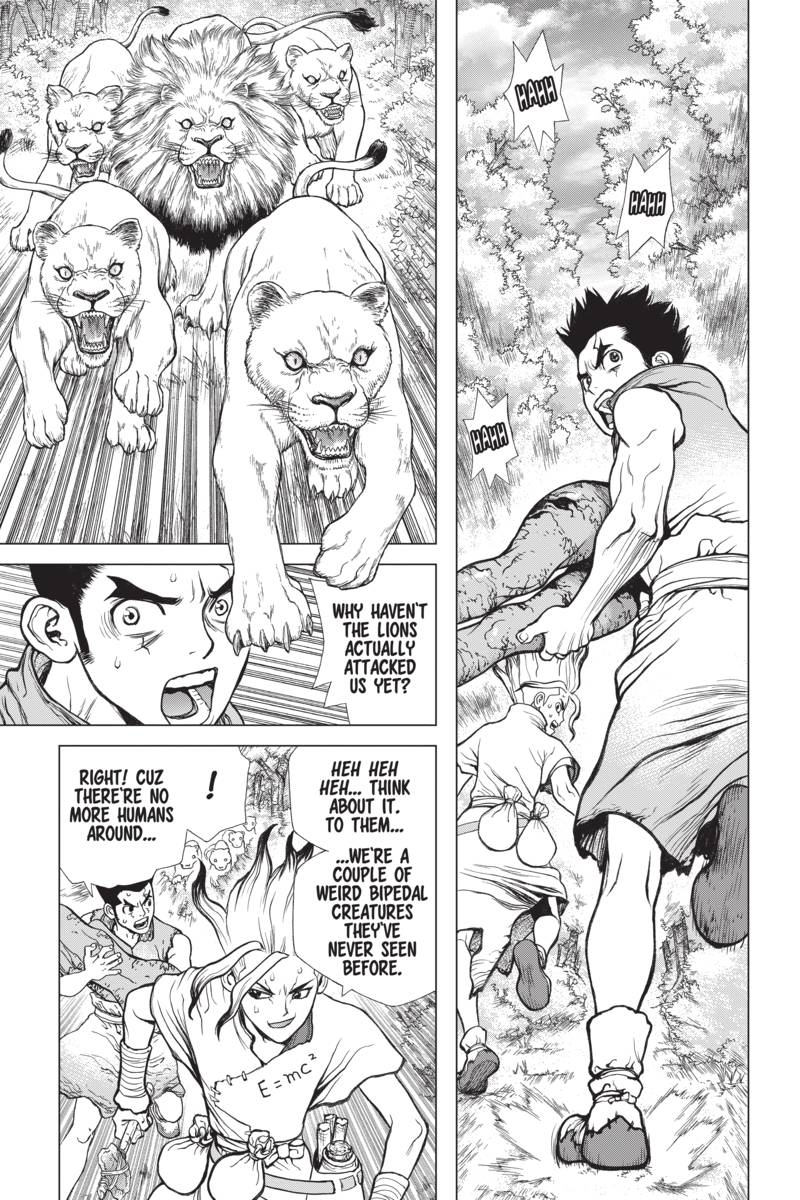 HAHH
HAHH
HAHH
WHY HAVEN'T
THE LIONS
ACTUALLY
ATTACKED
US YET?
HEH HEH
HEH... THINK
ABOUT IT.
TO THEM...
...WE'RE A
COUPLE OF
WEIRD BIPEDAL
CREATURES
THEY'VE
NEVER SEEN
BEFORE.
!
RIGHT! CUZ
THERE'RE NO
MORE HUMANS
AROUND...
E=mc²